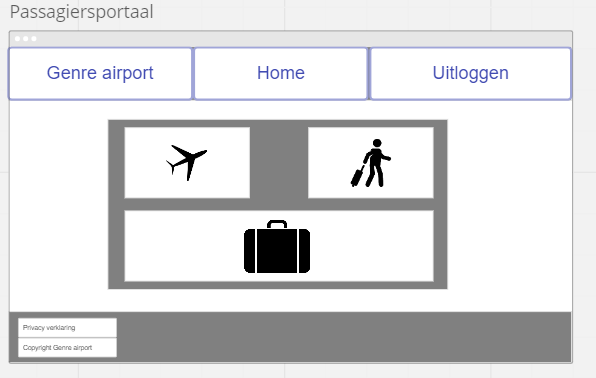 Passagiersportaal
Genre airport
Home
Uitloggen
Privacy verklaring
Copyright Genre airport